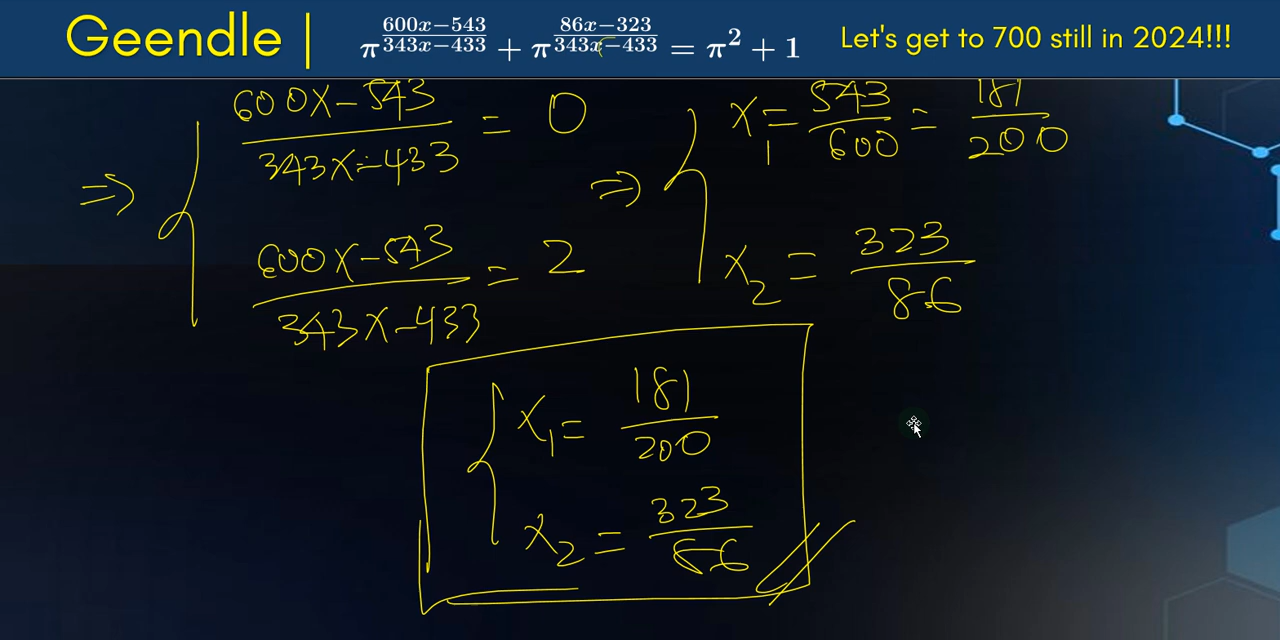 Geendle | π^{(600x−543)/(343x−433)} + π^{(86x−323)/(343x−433)} = π² + 1 Let's get to 700 still in 2024!!!
⇒ { (600x−543)/(343x−433) = 0 ⇒ { x₁ = 543/600 = 181/200
(600x−543)/(343x−433) = 2 x₂ = 323/86
{ x₁ = 181/200
x₂ = 323/86